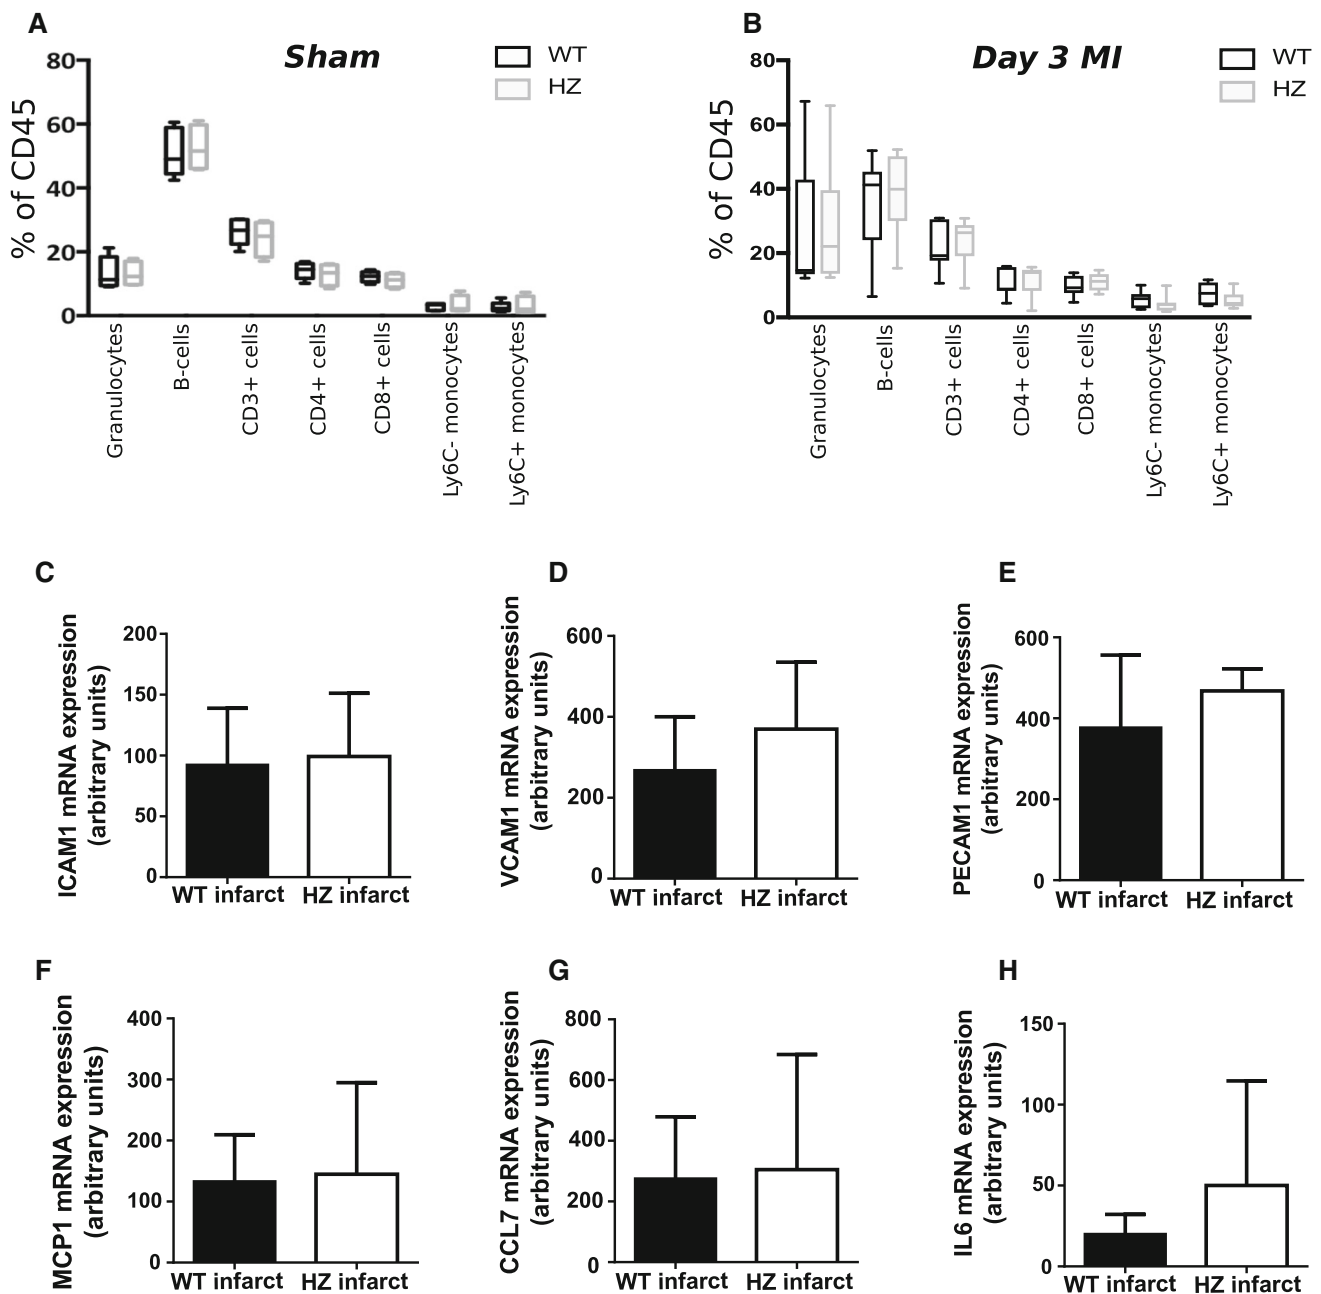 A
Sham
WT
HZ
% of CD45
80
60
40
20
0
Granulocytes
B-cells
CD3+ cells
CD4+ cells
CD8+ cells
Ly6C- monocytes
Ly6C+ monocytes
B
Day 3 MI
WT
HZ
% of CD45
80
60
40
20
0
Granulocytes
B-cells
CD3+ cells
CD4+ cells
CD8+ cells
Ly6C- monocytes
Ly6C+ monocytes
C
ICAM1 mRNA expression
(arbitrary units)
200
150
100
50
0
WT infarct
HZ infarct
D
VCAM1 mRNA expression
(arbitrary units)
600
400
200
0
WT infarct
HZ infarct
E
PECAM1 mRNA expression
(arbitrary units)
600
400
200
0
WT infarct
HZ infarct
F
MCP1 mRNA expression
(arbitrary units)
400
300
200
100
0
WT infarct
HZ infarct
G
CCL7 mRNA expression
(arbitrary units)
800
600
400
200
0
WT infarct
HZ infarct
H
IL6 mRNA expression
(arbitrary units)
150
100
50
0
WT infarct
HZ infarct